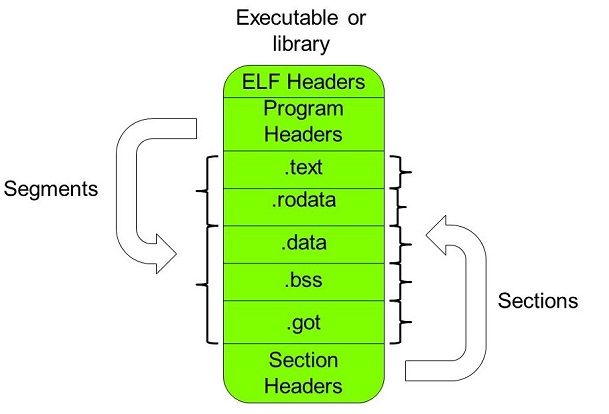 Executable or
library
ELF Headers
Program
Headers
.text
.rodata
.data
.bss
.got
Section
Headers
Segments
Sections